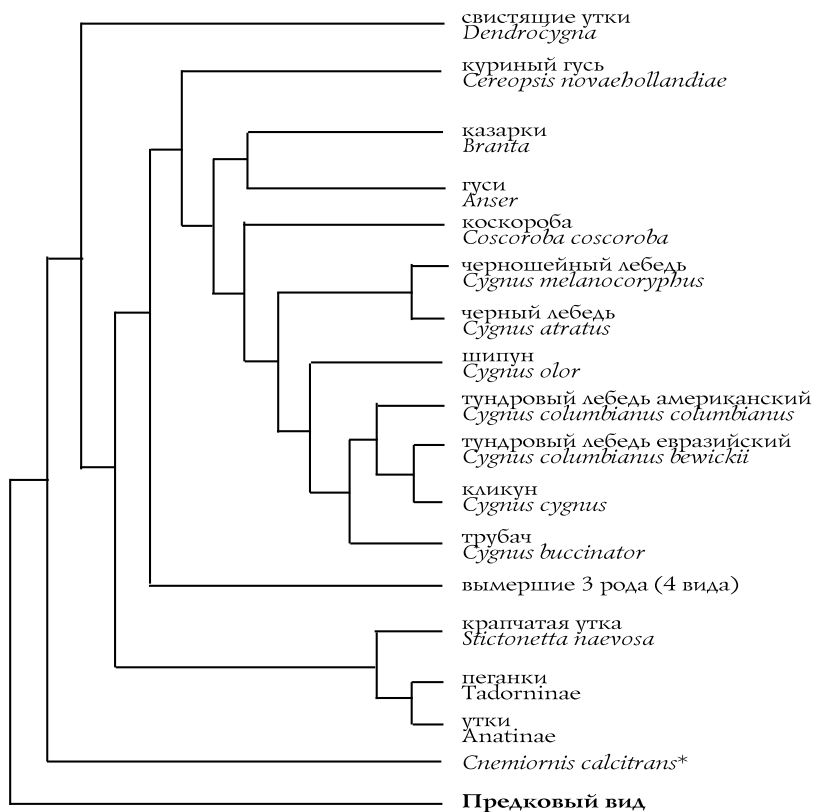 свистящие утки
Dendrocygna
куриный гусь
Cereopsis novaehollandiae
казарки
Branta
гуси
Anser
коскороба
Coscoroba coscoroba
черношейный лебедь
Cygnus melanocoryphus
черный лебедь
Cygnus atratus
шипун
Cygnus olor
тундровый лебедь американский
Cygnus columbianus columbianus
тундровый лебедь евразийский
Cygnus columbianus bewickii
кликун
Cygnus cygnus
трубач
Cygnus buccinator
вымершие 3 рода (4 вида)
крапчатая утка
Stictonetta naevosa
пеганки
Tadorninae
утки
Anatinae
Cnemiornis calcitrans*
Предковый вид